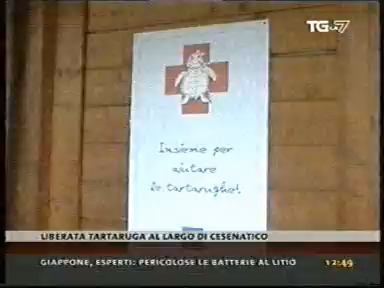 TG La7
Insieme per
aiutare
le tartarughe!
LIBERATA TARTARUGA AL LARGO DI CESENATICO
GIAPPONE, ESPERTI: PERICOLOSE LE BATTERIE AL LITIO 12:49